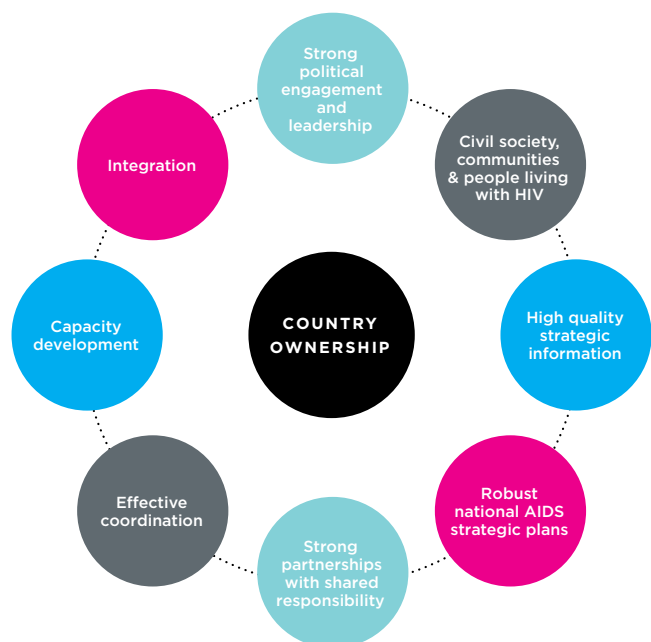 Strong
political
engagement
and
leadership
Civil society,
communities
& people living
with HIV
High quality
strategic
information
Robust
national AIDS
strategic plans
Strong
partnerships
with shared
responsibility
Effective
coordination
Capacity
development
Integration
COUNTRY
OWNERSHIP